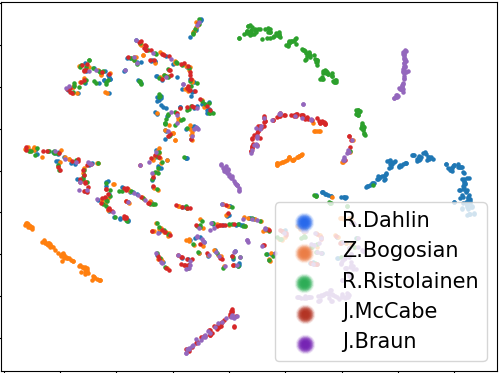 R.Dahlin
Z.Bogosian
R.Ristolainen
J.McCabe
J.Braun